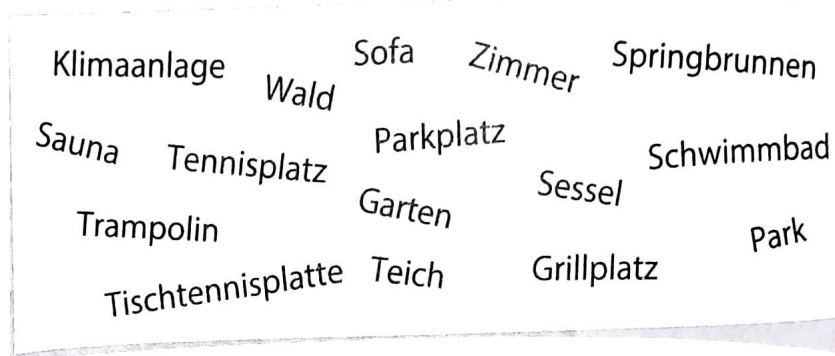 Klimaanlage
Wald
Sofa
Zimmer
Springbrunnen
Sauna
Tennisplatz
Parkplatz
Sessel
Schwimmbad
Trampolin
Garten
Park
Tischtennisplatte
Teich
Grillplatz